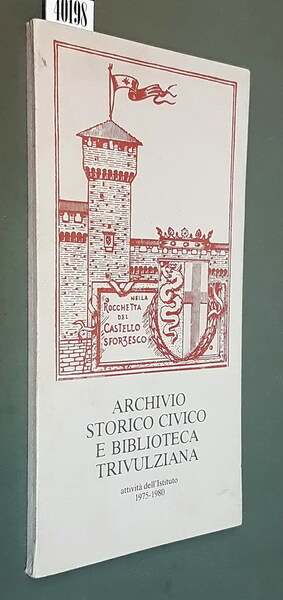 40198
NELLA
ROCCHETTA
DEL
CASTELLO
SFORZESCO
ARCHIVIO
STORICO CIVICO
E BIBLIOTECA
TRIVULZIANA
attività dell'Istituto
1975-1980